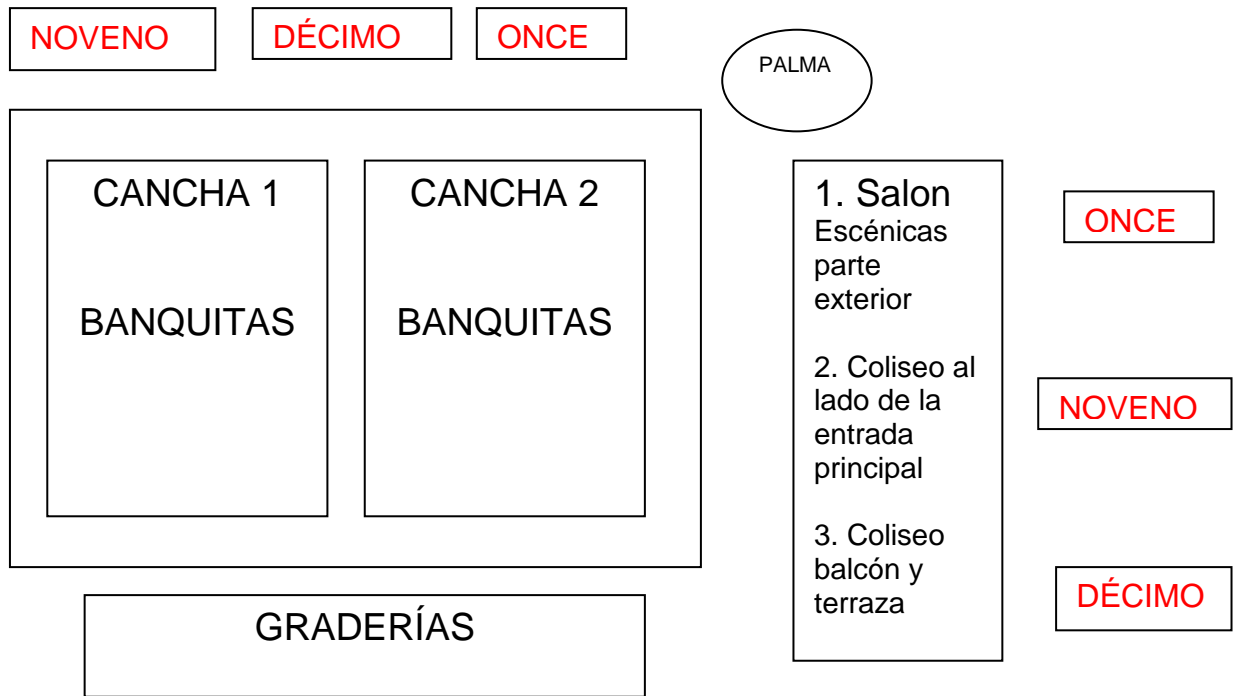 NOVENO
DÉCIMO
ONCE
PALMA
CANCHA 1
BANQUITAS
CANCHA 2
BANQUITAS
1. Salon
Escénicas
parte
exterior
2. Coliseo al
lado de la
entrada
principal
3. Coliseo
balcón y
terraza
ONCE
NOVENO
DÉCIMO
GRADERÍAS